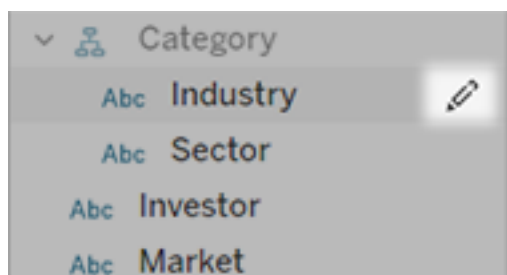 Category
Abc Industry
Abc Sector
Abc Investor
Abc Market